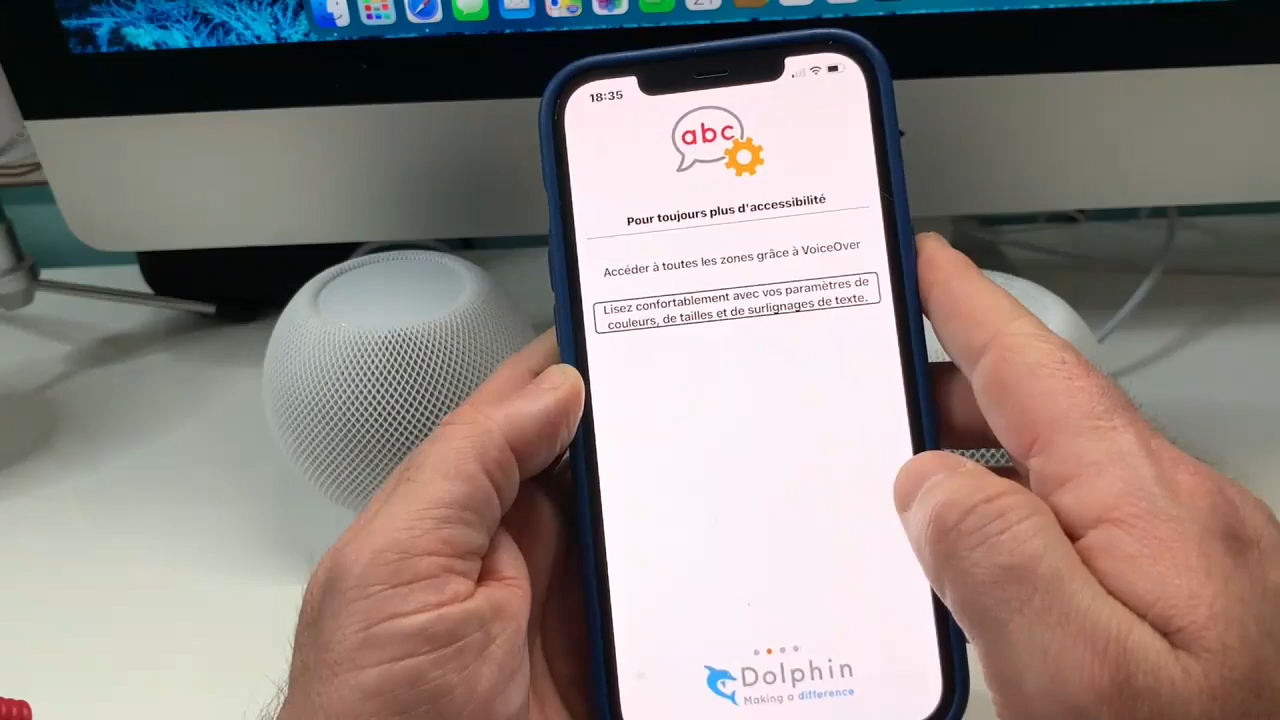 18:35
abc
Pour toujours plus d'accessibilité
Accéder à toutes les zones grâce à VoiceOver
Lisez confortablement avec vos paramètres de
couleurs, de tailles et de surlignages de texte.
Dolphin
Making a difference